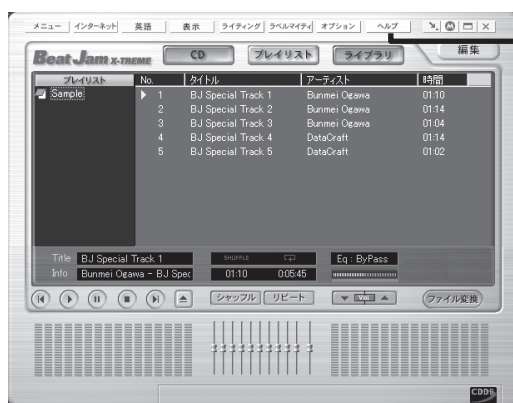 メニュー インターネット 英語 表示 ライティング ラベルマイティ オプション ヘルプ
BeatJam X-TREME CD プレイリスト ライブラリ 編集
プレイリスト No. タイトル アーティスト 時間
Sample 1 BJ Special Track 1 Bunmei Ogawa 01:10
2 BJ Special Track 2 Bunmei Ogawa 01:14
3 BJ Special Track 3 Bunmei Ogawa 01:04
4 BJ Special Track 4 DataCraft 01:14
5 BJ Special Track 5 DataCraft 01:02
Title BJ Special Track 1 SHUFFLE Eq : ByPass
Info Bunmei Ogawa - BJ Spec 01:10 0:05:45
シャッフル リピート Vol ファイル変換
CDDB